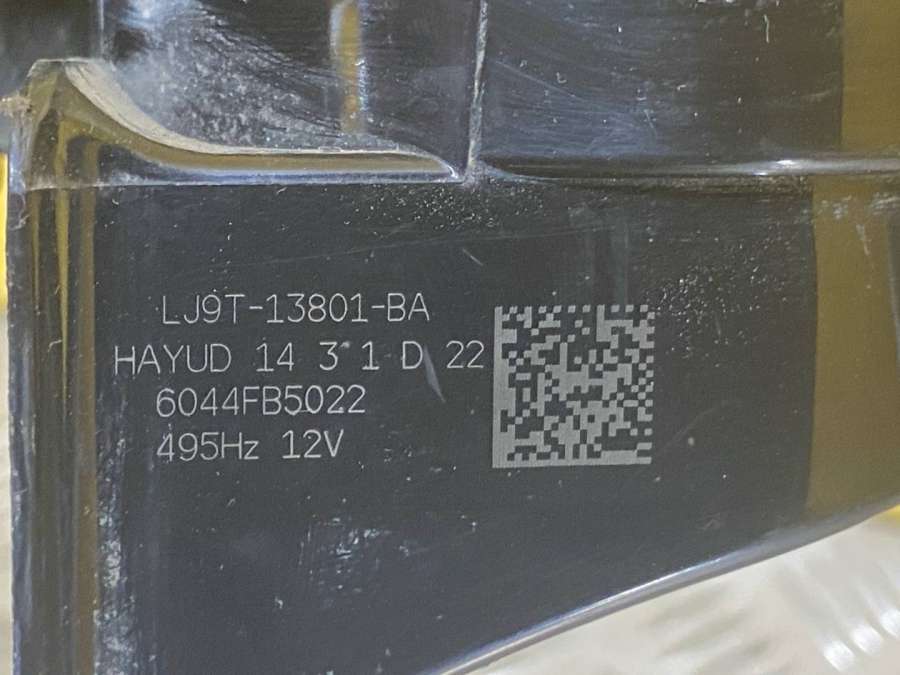 LJ9T-13801-BA
HAYUD 14 3 1 D 22
6044FB5022
495Hz 12V